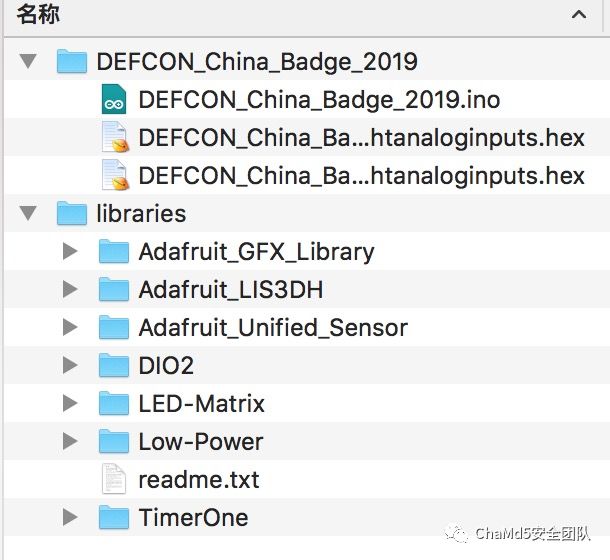 名称
DEFCON_China_Badge_2019
DEFCON_China_Badge_2019.ino
DEFCON_China_Ba...htanaloginputs.hex
DEFCON_China_Ba...htanaloginputs.hex
libraries
Adafruit_GFX_Library
Adafruit_LIS3DH
Adafruit_Unified_Sensor
DIO2
LED-Matrix
Low-Power
readme.txt
TimerOne
ChaMd5安全团队